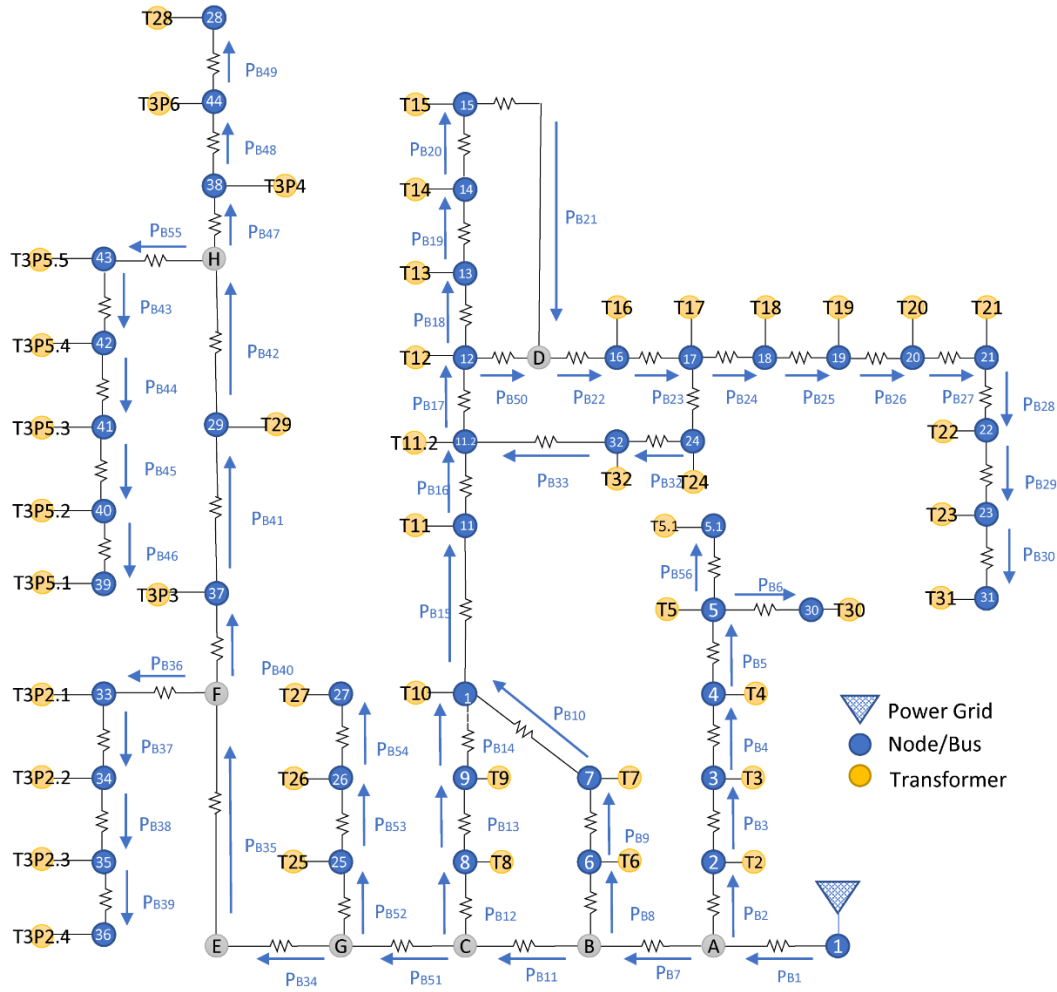 T28 28
PB49
T3P6 44
T15 15
PB48
PB20
38 T3P4
T14 14
PB21
PB55 PB47
PB19
T3P5.5 43 H
T13 13
T16 T17 T18 T19 T20 T21
PB43
PB18
T3P5.4 42
PB42
T12 12 D 16 17 18 19 20 21
PB44
PB17 PB50 PB22 PB23 PB24 PB25 PB26 PB27 PB28
T3P5.3 41 29 T29
T11.2 11.2 32 24 T22 22
PB45
PB33 PB32
T32 T24
PB16
PB29
T3P5.2 40
PB41
T11 11
T5.1 5.1
T23 23
PB46
PB30
T3P5.1 39
PB56 PB6
T3P3 37
PB15
T5 5 30 T30
T31 31
PB36
PB40
PB5
T3P2.1 33 F
T27 27
T10 1
PB10
4 T4
Power Grid
PB37
PB54
PB14
PB4
Node/Bus
T3P2.2 34
T26 26
9 T9
7 T7
3 T3
Transformer
PB38
PB53
PB13
PB9
PB3
PB35
T3P2.3 35
T25 25
8 T8
6 T6
2 T2
PB39
PB52
PB12
PB8
PB2
T3P2.4 36
E G C B A 1
PB34 PB51 PB11 PB7 PB1